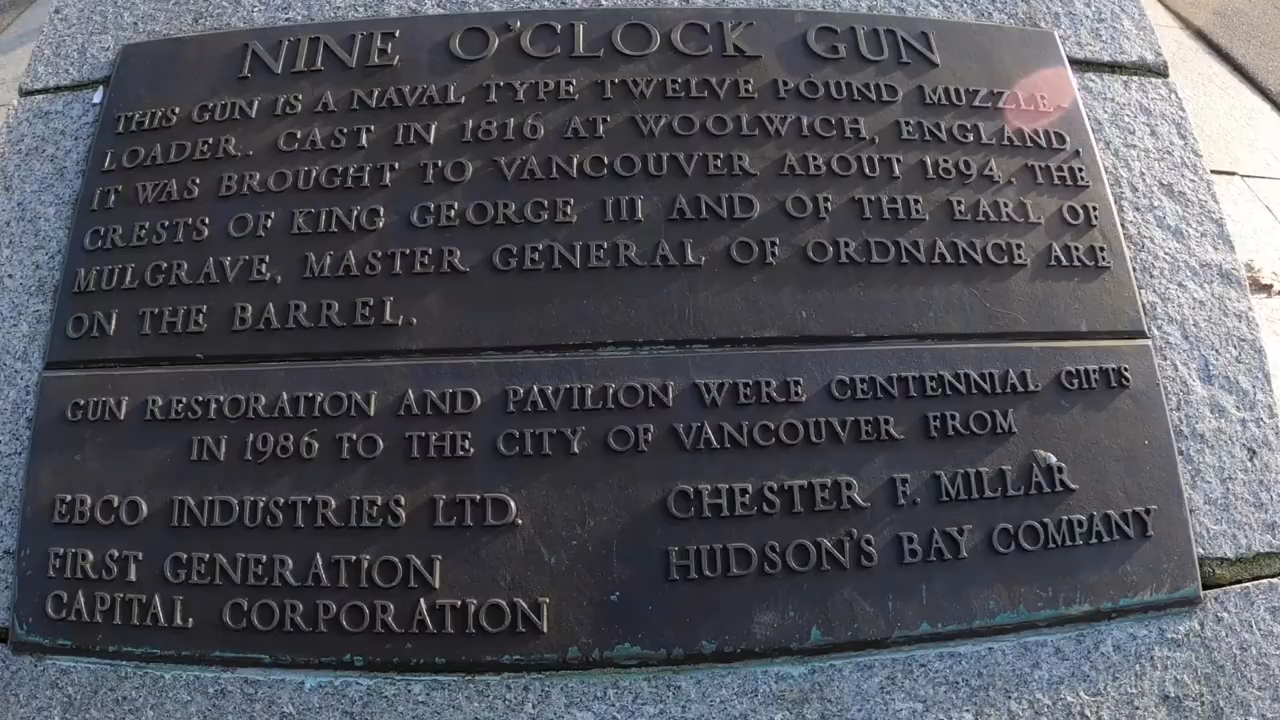 NINE O'CLOCK GUN
THIS GUN IS A NAVAL TYPE TWELVE POUND MUZZLE-
LOADER. CAST IN 1816 AT WOOLWICH, ENGLAND,
IT WAS BROUGHT TO VANCOUVER ABOUT 1894. THE
CRESTS OF KING GEORGE III AND OF THE EARL OF
MULGRAVE, MASTER GENERAL OF ORDNANCE ARE
ON THE BARREL.
GUN RESTORATION AND PAVILION WERE CENTENNIAL GIFTS
IN 1986 TO THE CITY OF VANCOUVER FROM
EBCO INDUSTRIES LTD.
FIRST GENERATION
CAPITAL CORPORATION
CHESTER F. MILLAR
HUDSON'S BAY COMPANY